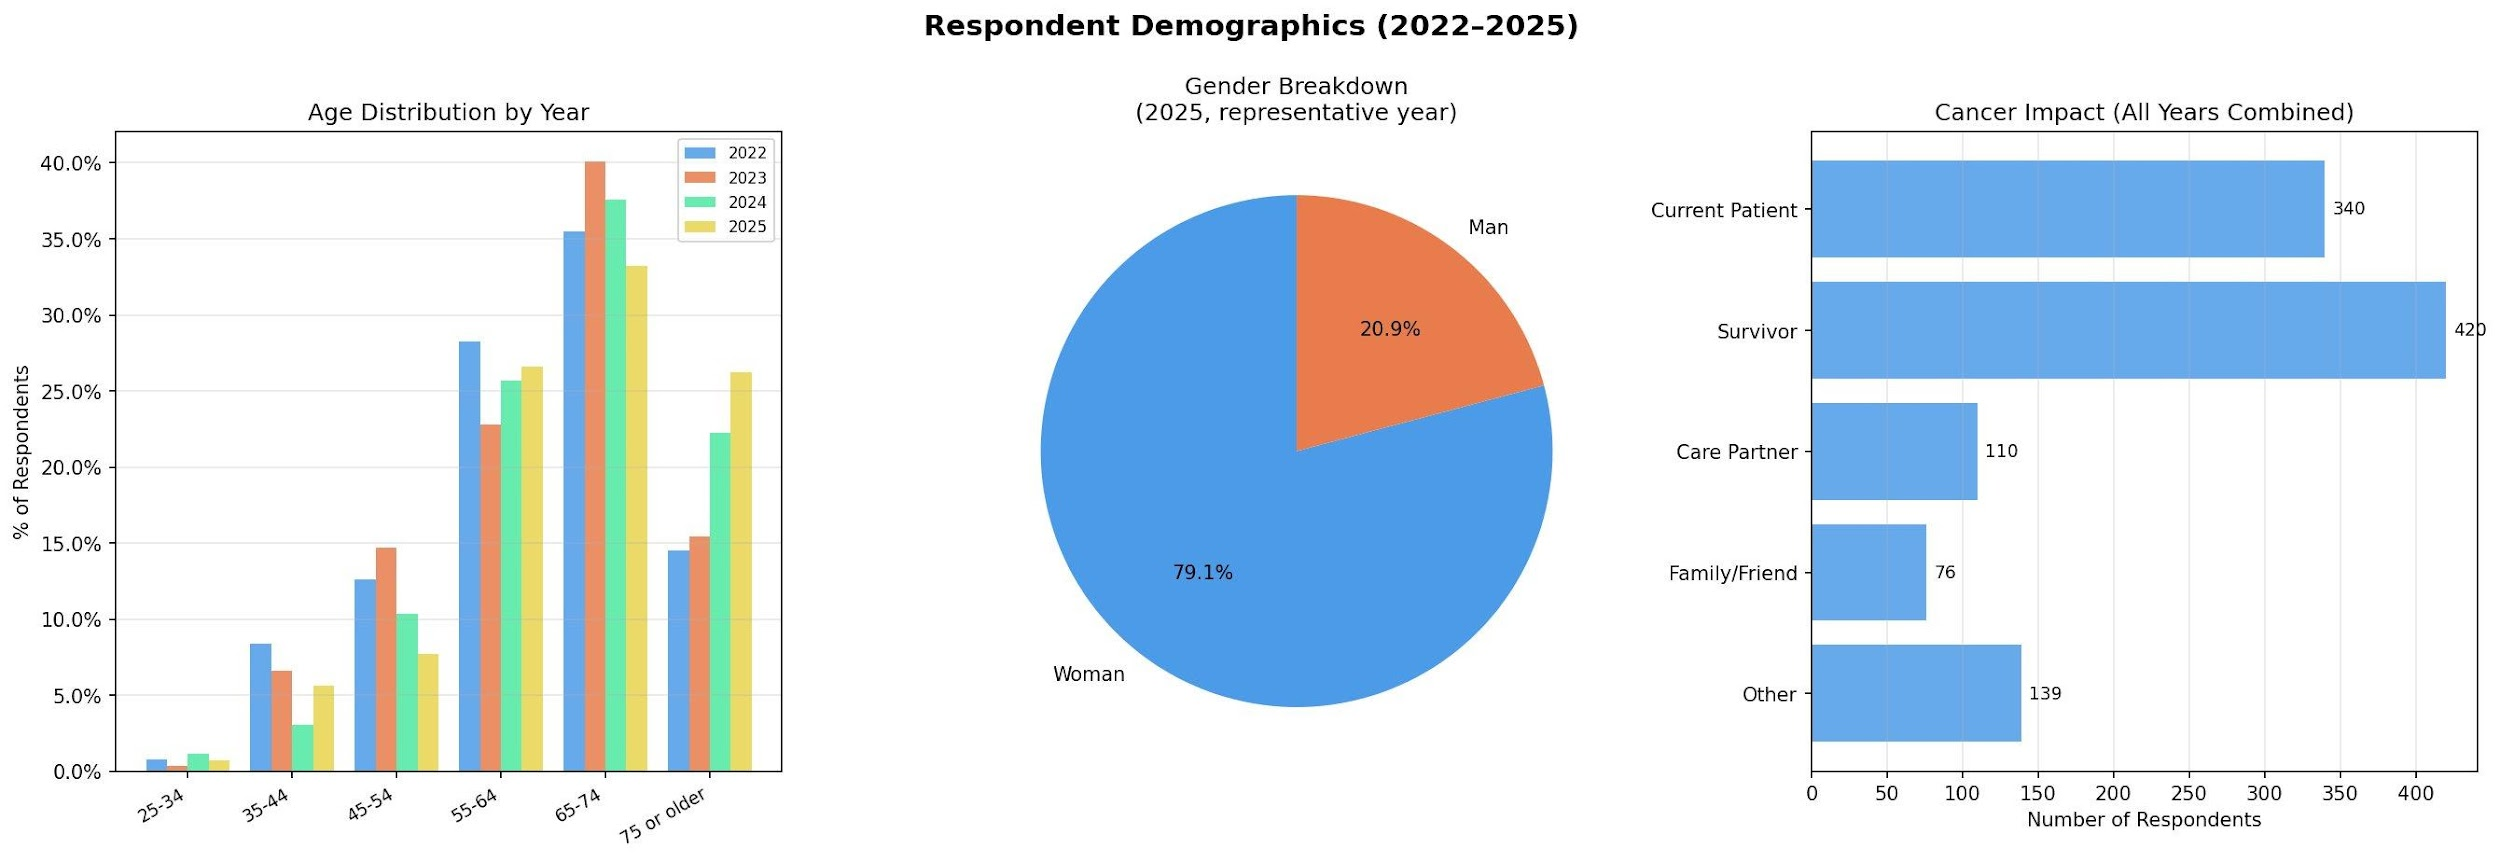 Respondent Demographics (2022–2025)
Age Distribution by Year
% of Respondents
40.0%
35.0%
30.0%
25.0%
20.0%
15.0%
10.0%
5.0%
0.0%
2022
2023
2024
2025
25-34
35-44
45-54
55-64
65-74
75 or older
Gender Breakdown
(2025, representative year)
Man
20.9%
79.1%
Woman
Cancer Impact (All Years Combined)
Current Patient
340
Survivor
420
Care Partner
110
Family/Friend
76
Other
139
0 50 100 150 200 250 300 350 400
Number of Respondents